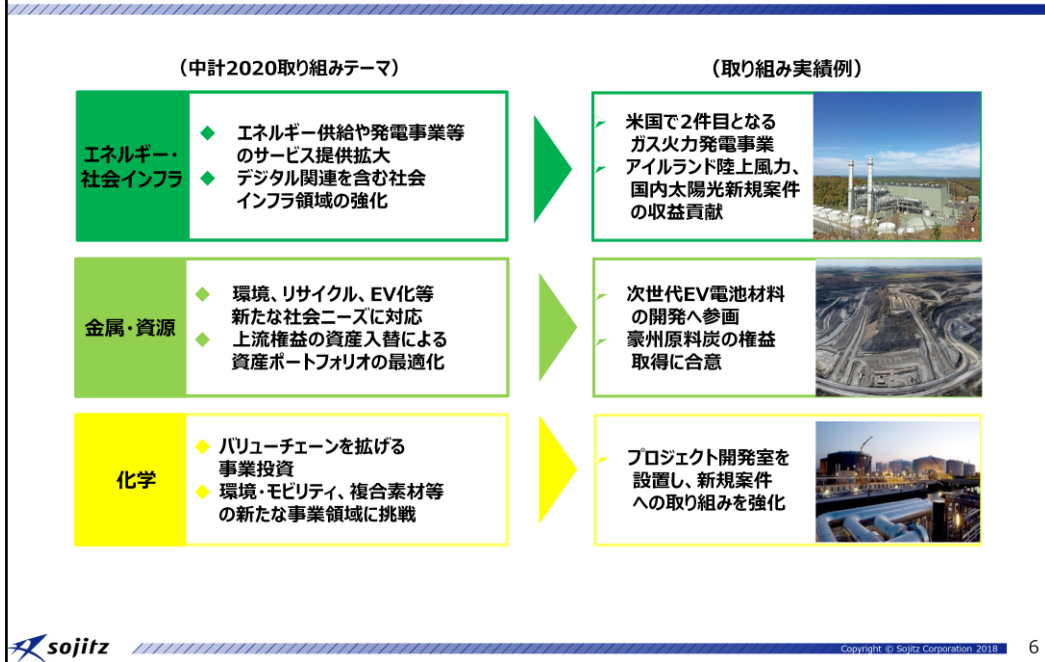 （中計2020取り組みテーマ）
（取り組み実績例）
エネルギー・
社会インフラ
◆ エネルギー供給や発電事業等
のサービス提供拡大
◆ デジタル関連を含む社会
インフラ領域の強化
➢ 米国で2件目となる
ガス火力発電事業
➢ アイルランド陸上風力、
国内太陽光新規案件
の収益貢献
金属・資源
◆ 環境、リサイクル、EV化等
新たな社会ニーズに対応
◆ 上流権益の資産入替による
資産ポートフォリオの最適化
➢ 次世代EV電池材料
の開発へ参画
➢ 豪州原料炭の権益
取得に合意
化学
◆ バリューチェーンを拡げる
事業投資
◆ 環境・モビリティ、複合素材等
の新たな事業領域に挑戦
➢ プロジェクト開発室を
設置し、新規案件
への取り組みを強化
sojitz
Copyright © Sojitz Corporation 2018
6